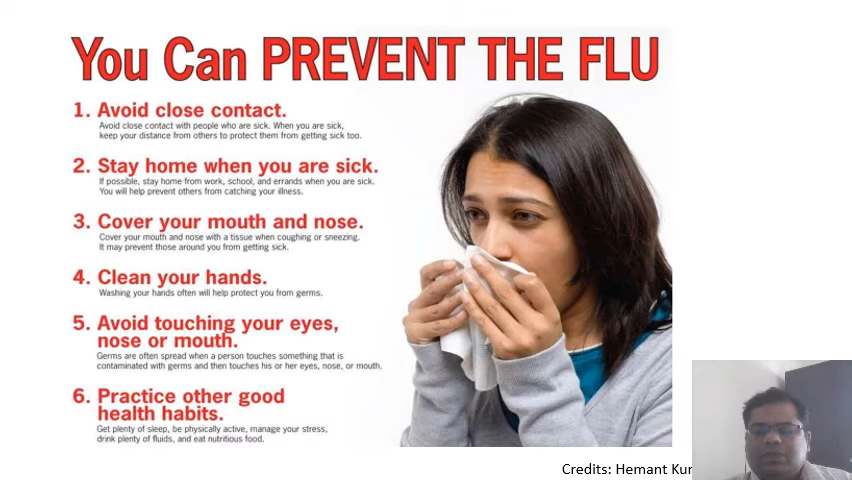 You Can PREVENT THE FLU
1. Avoid close contact.
Avoid close contact with people who are sick. When you are sick,
keep your distance from others to protect them from getting sick too.
2. Stay home when you are sick.
If possible, stay home from work, school, and errands when you are sick.
You will help prevent others from catching your illness.
3. Cover your mouth and nose.
Cover your mouth and nose with a tissue when coughing or sneezing.
It may prevent those around you from getting sick.
4. Clean your hands.
Washing your hands often will help protect you from germs.
5. Avoid touching your eyes,
nose or mouth.
Germs are often spread when a person touches something that is
contaminated with germs and then touches his or her eyes, nose, or mouth.
6. Practice other good
health habits.
Get plenty of sleep, be physically active, manage your stress,
drink plenty of fluids, and eat nutritious food.
Credits: Hemant